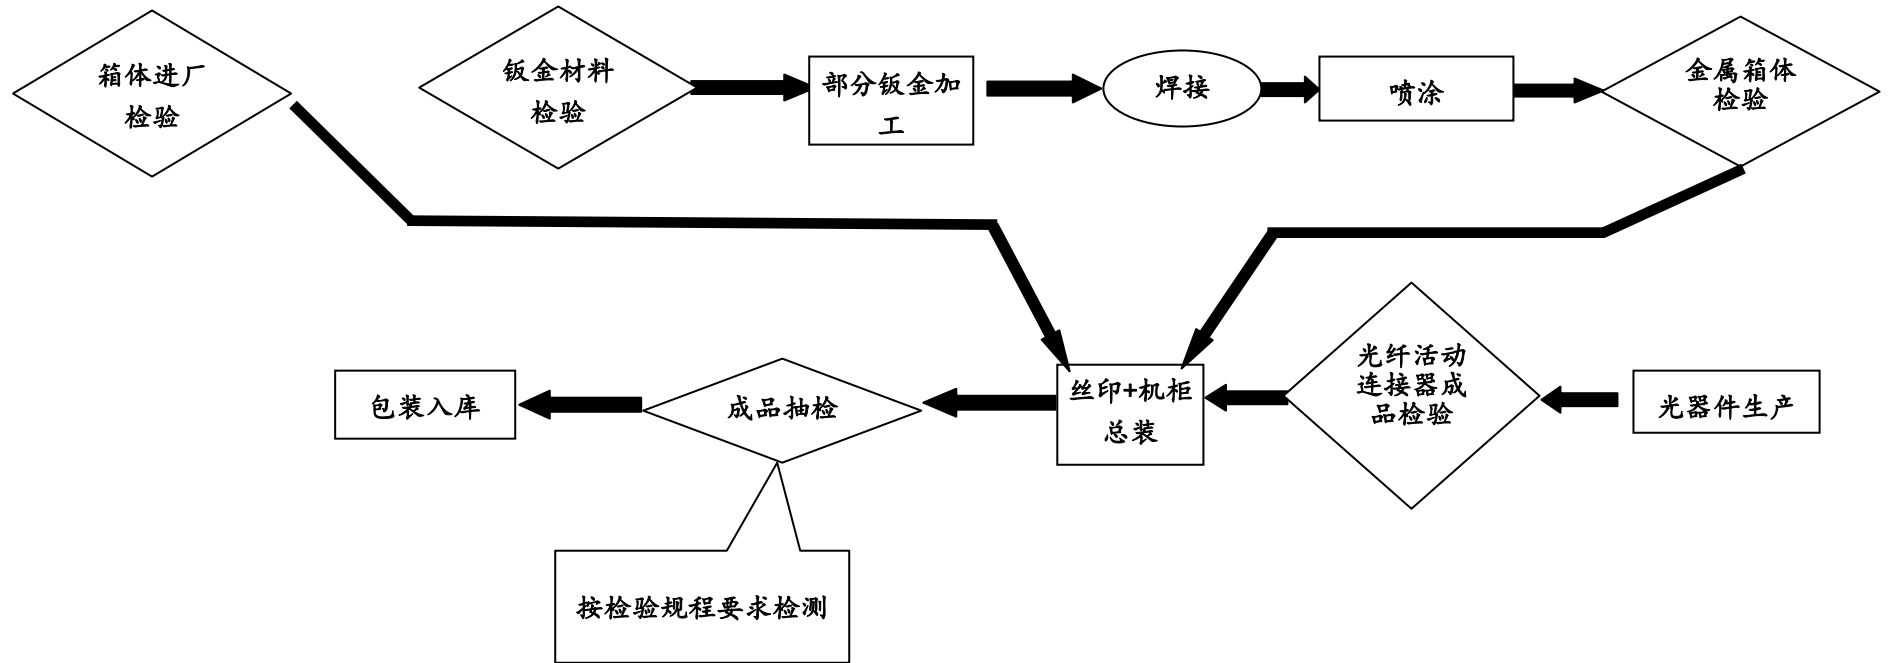 箱体进厂
检验
钣金材料
检验
部分钣金加
工
焊接
喷涂
金属箱体
检验
包装入库
成品抽检
丝印+机柜
总装
光纤活动
连接器成
品检验
光器件生产
按检验规程要求检测